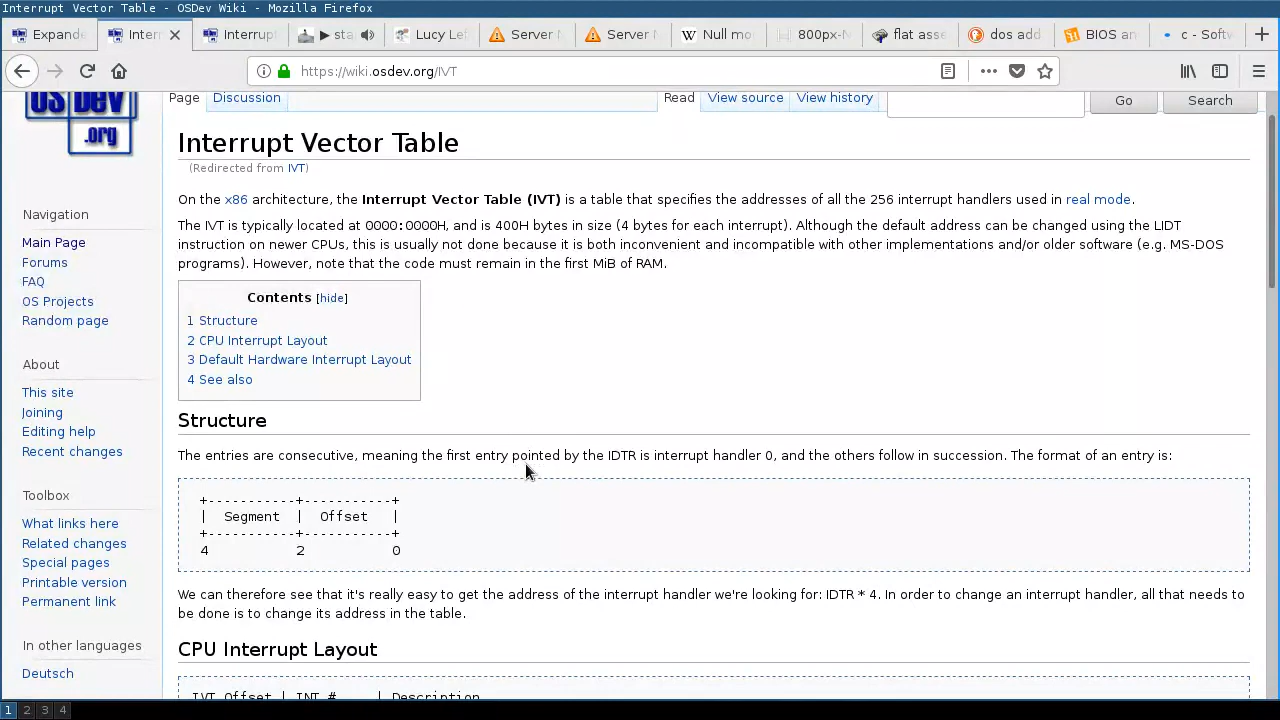 Interrupt Vector Table - OSDev Wiki - Mozilla Firefox
Expande
Interr
Interrupt
▶ sta
Lucy Lef
Server N
Server N
Null mo
800px-N
flat asse
dos add
BIOS an
c - Softw
https://wiki.osdev.org/IVT
OS Dev
.org
Page Discussion Read View source View history Go Search
Interrupt Vector Table
(Redirected from IVT)
On the x86 architecture, the Interrupt Vector Table (IVT) is a table that specifies the addresses of all the 256 interrupt handlers used in real mode.
The IVT is typically located at 0000:0000H, and is 400H bytes in size (4 bytes for each interrupt). Although the default address can be changed using the LIDT
instruction on newer CPUs, this is usually not done because it is both inconvenient and incompatible with other implementations and/or older software (e.g. MS-DOS
programs). However, note that the code must remain in the first MiB of RAM.
Contents [hide]
1 Structure
2 CPU Interrupt Layout
3 Default Hardware Interrupt Layout
4 See also
Structure
The entries are consecutive, meaning the first entry pointed by the IDTR is interrupt handler 0, and the others follow in succession. The format of an entry is:
+-----------+-----------+
|  Segment  |  Offset   |
+-----------+-----------+
4           2           0
We can therefore see that it's really easy to get the address of the interrupt handler we're looking for: IDTR * 4. In order to change an interrupt handler, all that needs to
be done is to change its address in the table.
CPU Interrupt Layout
IVT Offset | INT #     | Description
Navigation
Main Page
Forums
FAQ
OS Projects
Random page
About
This site
Joining
Editing help
Recent changes
Toolbox
What links here
Related changes
Special pages
Printable version
Permanent link
In other languages
Deutsch
1 2 3 4